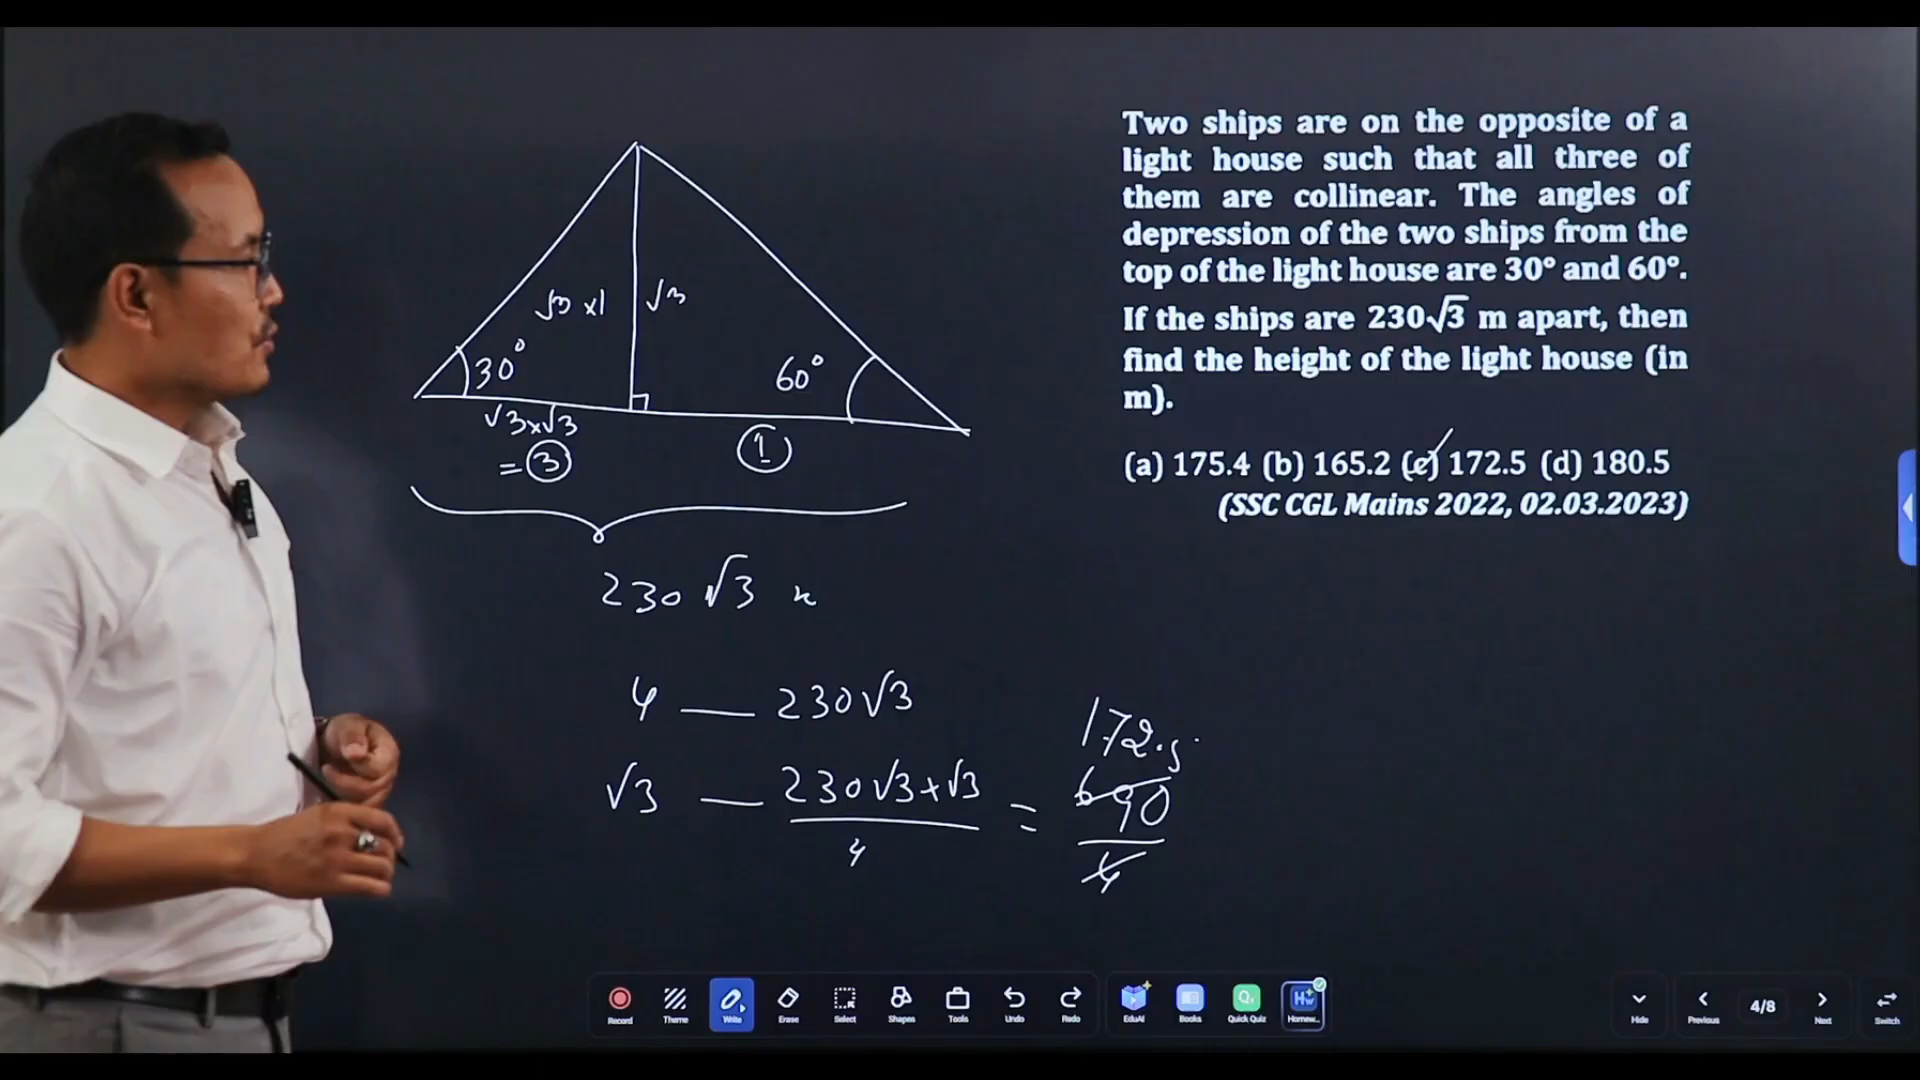 Two ships are on the opposite of a
light house such that all three of
them are collinear. The angles of
depression of the two ships from the
top of the light house are 30° and 60°.
If the ships are 230√3 m apart, then
find the height of the light house (in
m).
(a) 175.4 (b) 165.2 (c) 172.5 (d) 180.5
(SSC CGL Mains 2022, 02.03.2023)
√3 ×1
√3
30°
60°
√3×√3
= 3
1
230√3 m
4 — 230√3
√3 — 230√3×√3 / 4 = 690 / 4
172.5
Record
Theme
Write
Erase
Select
Shapes
Tools
Undo
Redo
EduAI
Books
Quick Quiz
Homew...
Hide
Previous
4/8
Next
Switch